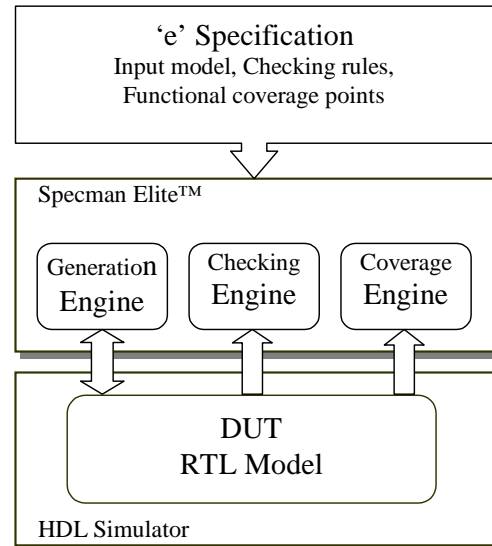 ‘e’ Specification
Input model, Checking rules,
Functional coverage points
Specman Elite™
Generation
Engine
Checking
Engine
Coverage
Engine
DUT
RTL Model
HDL Simulator